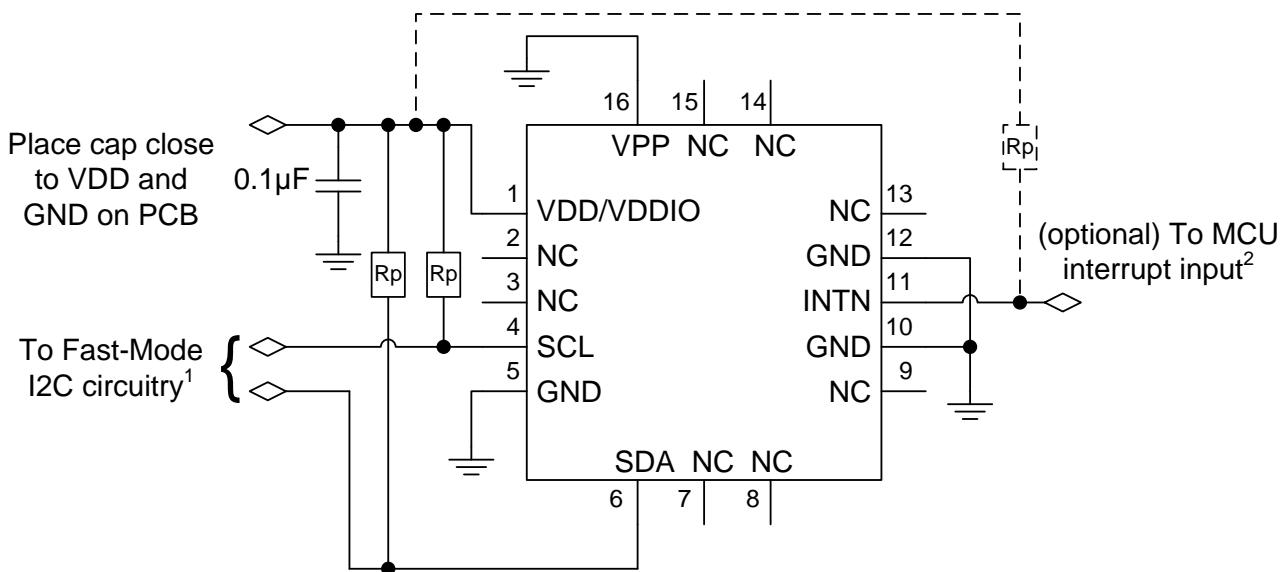 16
15
14
VPP NC NC
Place cap close
to VDD and
GND on PCB
0.1µF
Rp
Rp
Rp
1
VDD/VDDIO
2
NC
3
NC
4
SCL
5
GND
13
NC
12
GND
11
INTN
10
GND
9
NC
(optional) To MCU
interrupt input²
To Fast-Mode
I2C circuitry¹
{
SDA NC NC
6
7
8